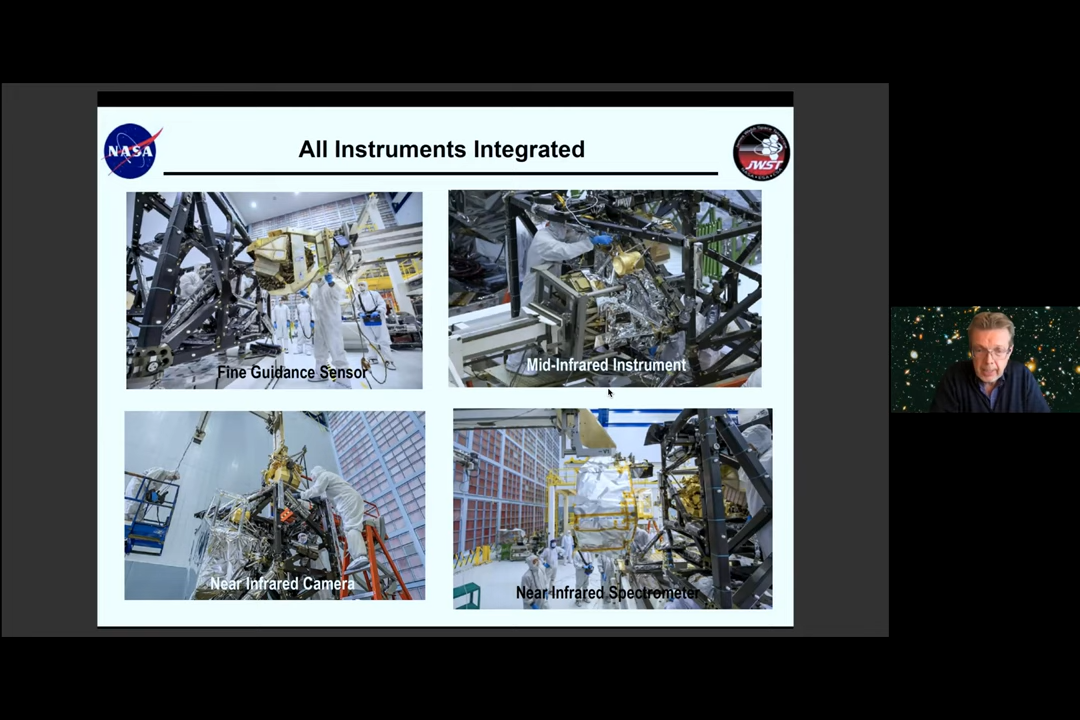 NASA
All Instruments Integrated
JWST
Fine Guidance Sensor
Mid-Infrared Instrument
Near Infrared Camera
Near Infrared Spectrometer